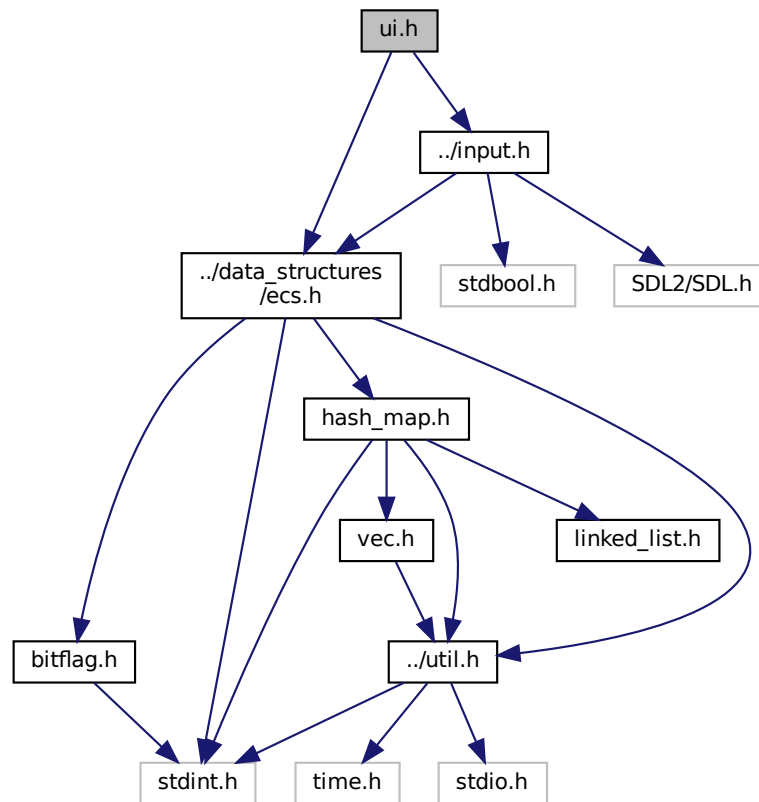 ui.h
../input.h
../data_structures
/ecs.h
stdbool.h
SDL2/SDL.h
hash_map.h
vec.h
linked_list.h
bitflag.h
../util.h
stdint.h
time.h
stdio.h